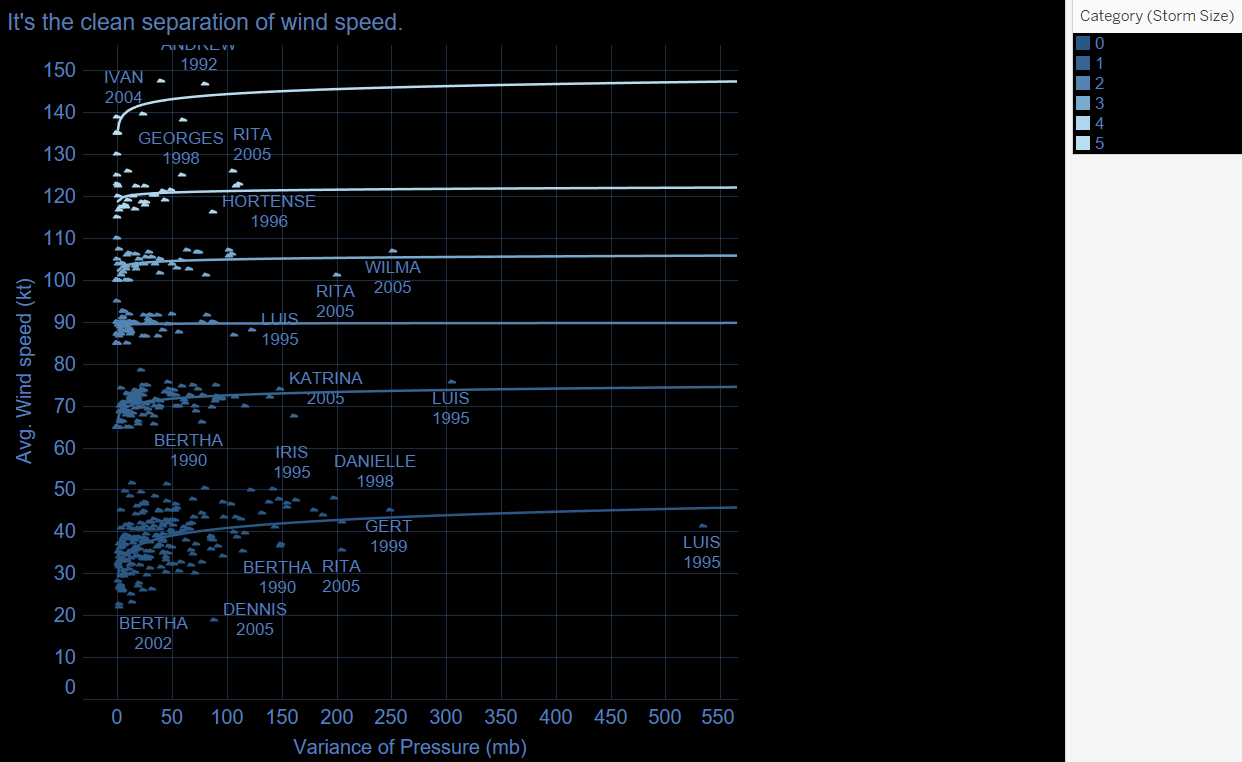 It's the clean separation of wind speed.
Category (Storm Size)
0
1
2
3
4
5
ANDREW
1992
IVAN
2004
GEORGES
1998
RITA
2005
HORTENSE
1996
WILMA
2005
RITA
2005
LUIS
1995
KATRINA
2005
LUIS
1995
BERTHA
1990
IRIS
1995
DANIELLE
1998
GERT
1999
LUIS
1995
BERTHA
1990
RITA
2005
DENNIS
2005
BERTHA
2002
Avg. Wind speed (kt)
150
140
130
120
110
100
90
80
70
60
50
40
30
20
10
0
0 50 100 150 200 250 300 350 400 450 500 550
Variance of Pressure (mb)